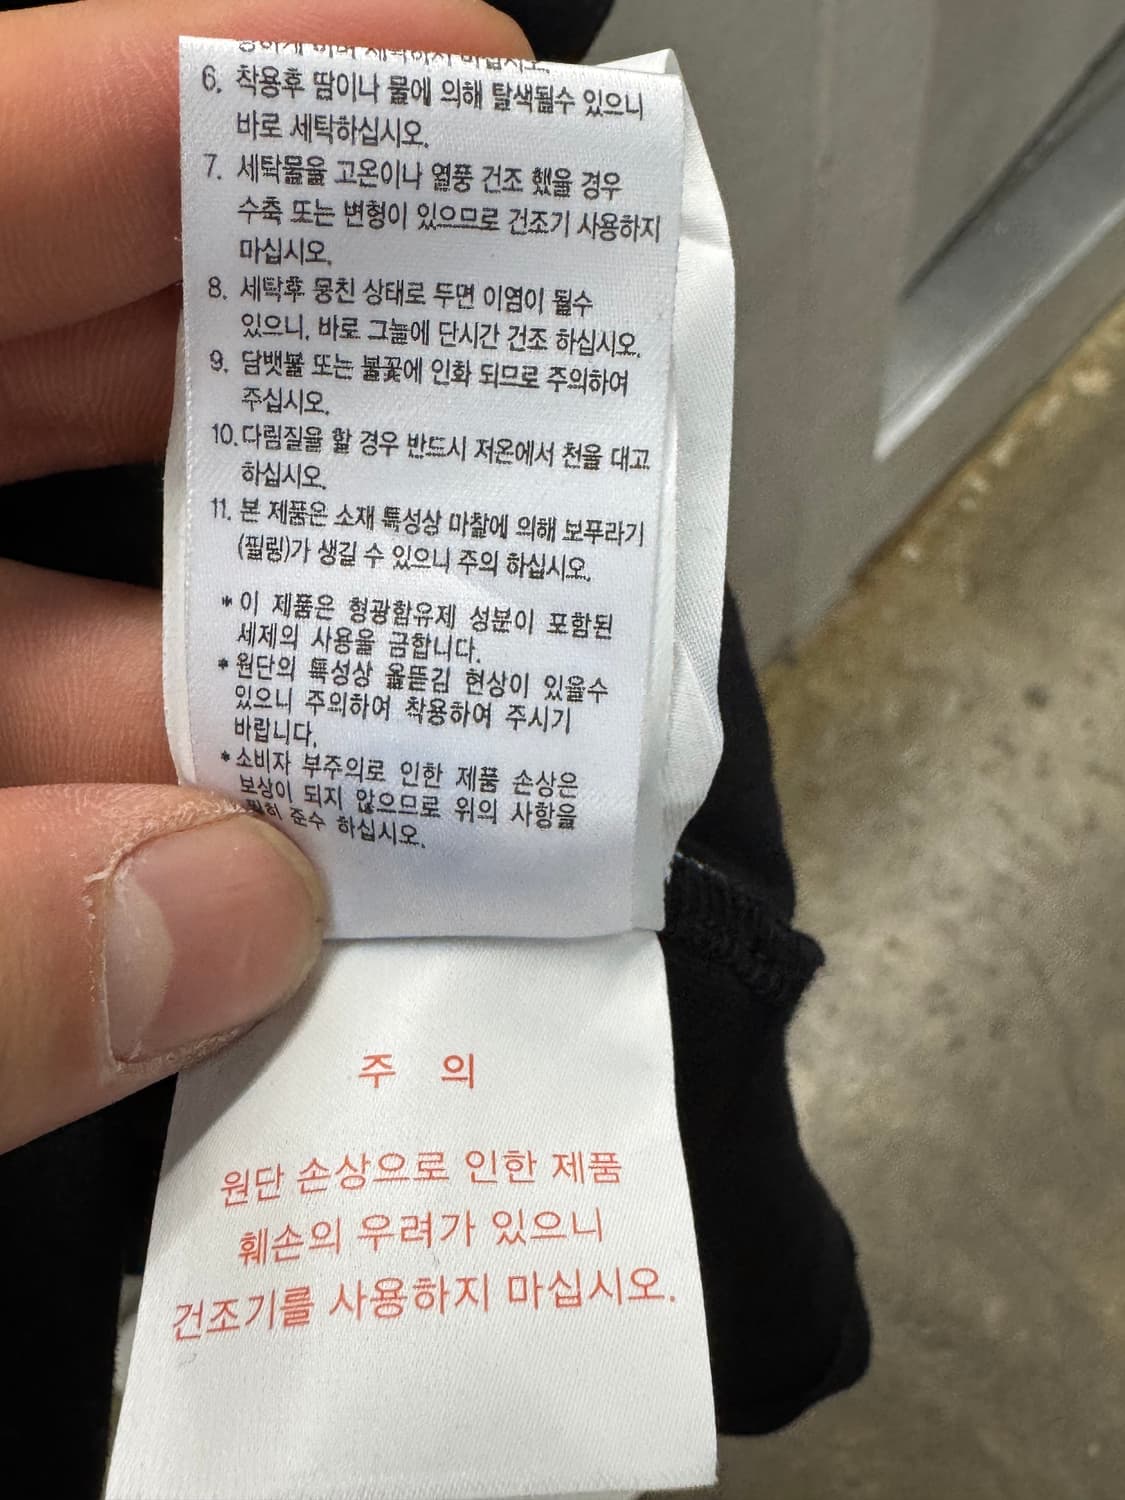 6. 착용후 땀이나 물에 의해 탈색될수 있으니
바로 세탁하십시오.
7. 세탁물을 고온이나 열풍 건조 했을 경우
수축 또는 변형이 있으므로 건조기 사용하지
마십시오.
8. 세탁후 뭉친 상태로 두면 이염이 될수
있으니, 바로 그늘에 단시간 건조 하십시오.
9. 담뱃불 또는 불꽃에 인화 되므로 주의하여
주십시오.
10. 다림질을 할 경우 반드시 저온에서 천을 대고
하십시오.
11. 본 제품은 소재 특성상 마찰에 의해 보푸라기
(필링)가 생길 수 있으니 주의 하십시오.
* 이 제품은 형광함유제 성분이 포함된
세제의 사용을 금합니다.
* 원단의 특성상 올뜯김 현상이 있을수
있으니 주의하여 착용하여 주시기
바랍니다.
* 소비자 부주의로 인한 제품 손상은
보상이 되지 않으므로 위의 사항을
준수 하십시오.
주 의
원단 손상으로 인한 제품
훼손의 우려가 있으니
건조기를 사용하지 마십시오.